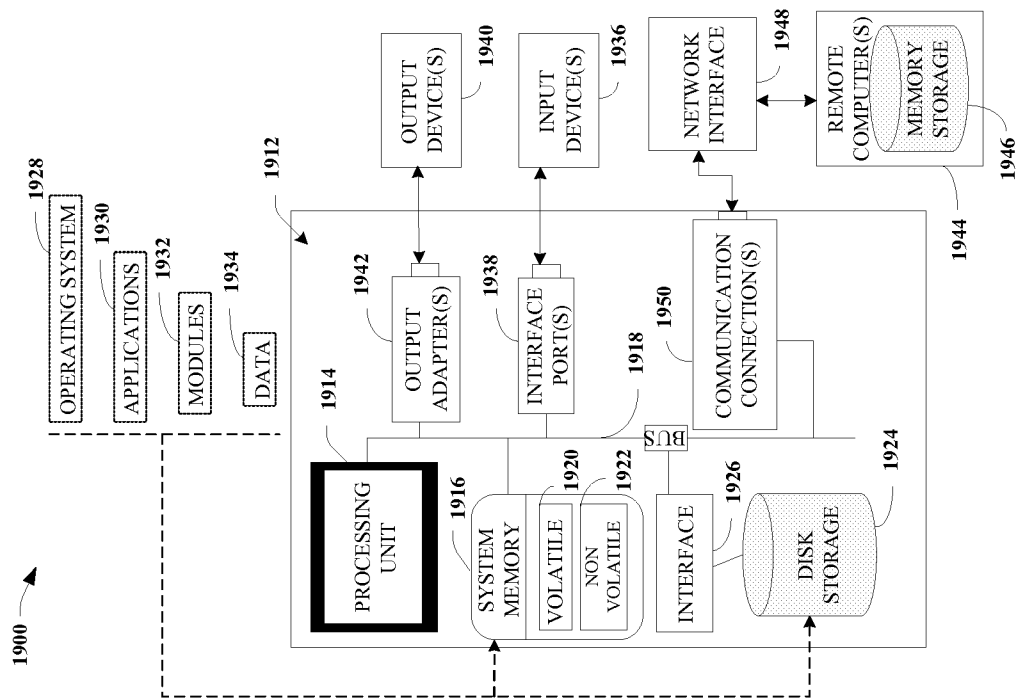 1900
OPERATING SYSTEM
1928
APPLICATIONS
1930
MODULES
1932
DATA
1934
1912
PROCESSING
UNIT
1914
OUTPUT
ADAPTER(S)
1942
OUTPUT
DEVICE(S)
1940
SYSTEM
MEMORY
1916
VOLATILE
1920
NON
VOLATILE
1922
INTERFACE
PORT(S)
1938
INPUT
DEVICE(S)
1936
1918
BUS
INTERFACE
1926
COMMUNICATION
CONNECTION(S)
1950
NETWORK
INTERFACE
1948
DISK
STORAGE
1924
REMOTE
COMPUTER(S)
MEMORY
STORAGE
1944
1946